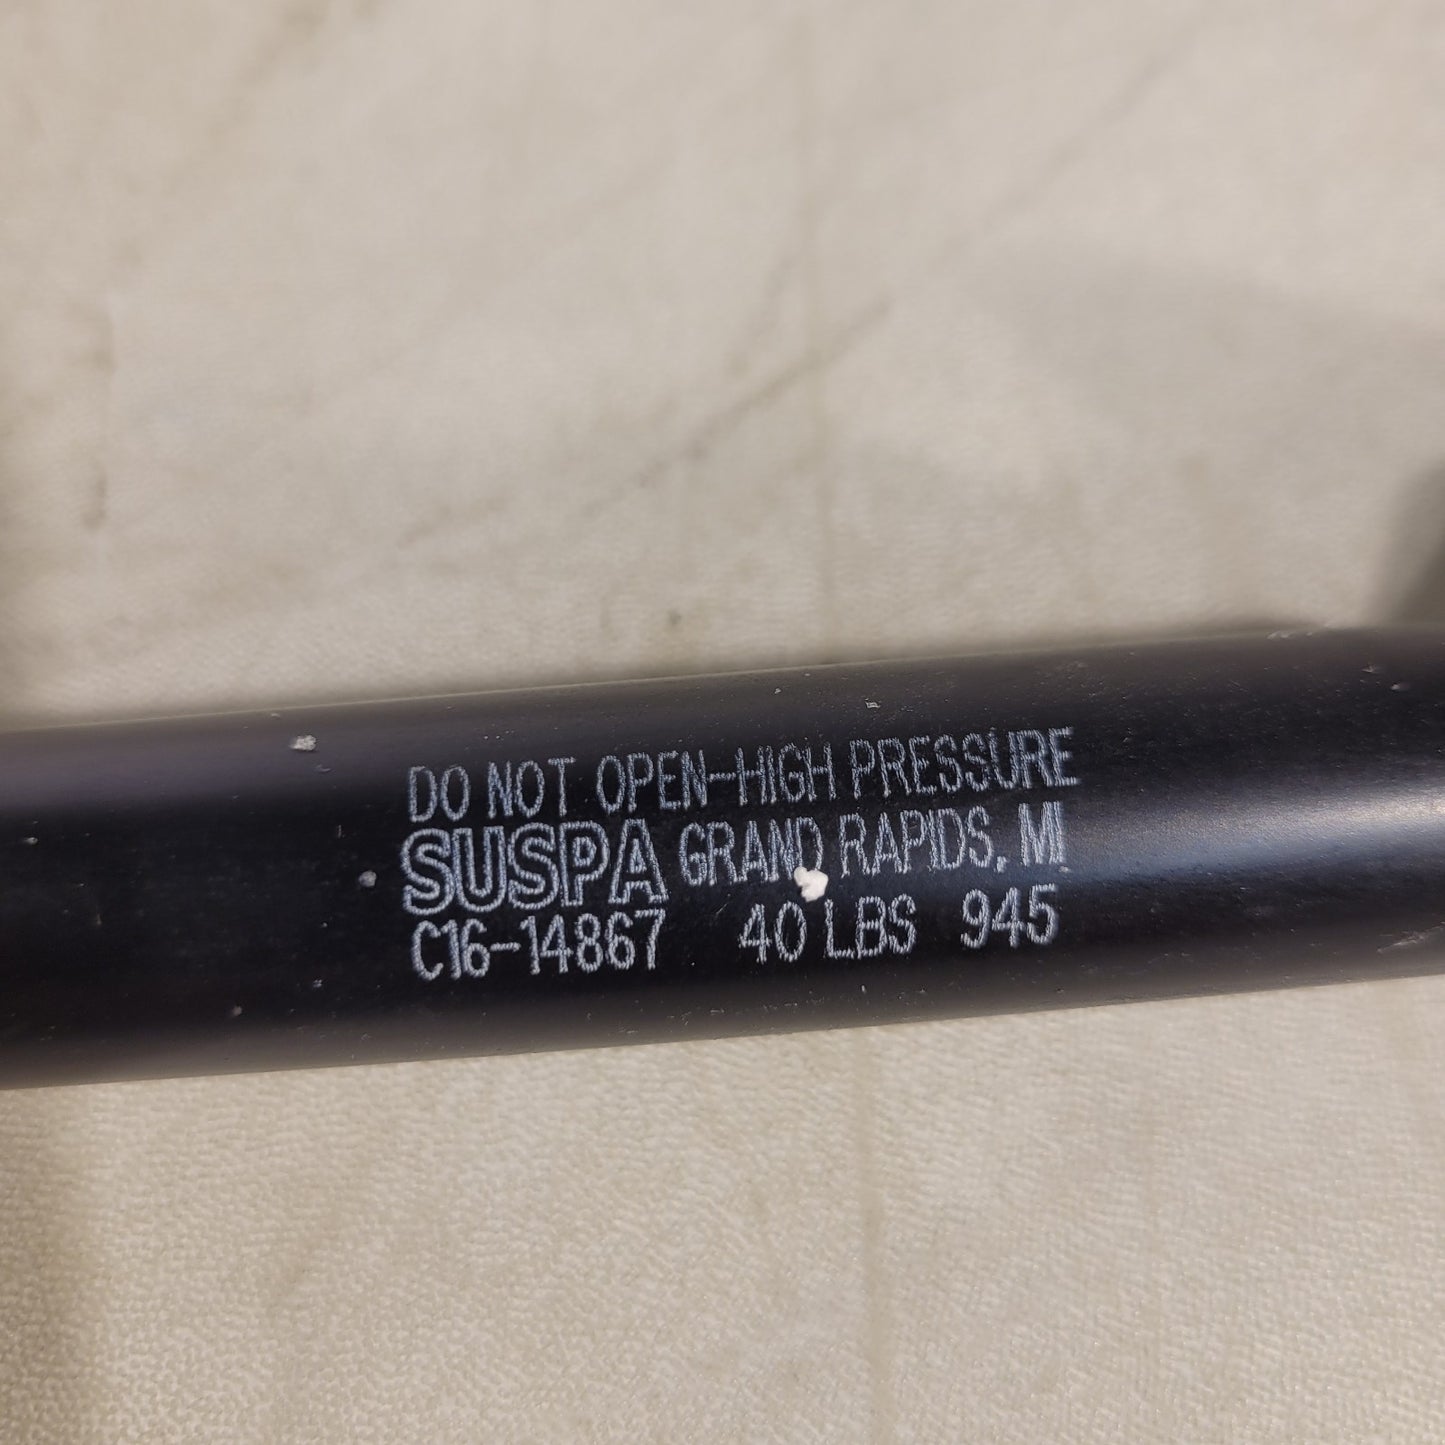 DO NOT OPEN-HIGH PRESSURE
SUSPA GRAND RAPIDS, MI
C16-14867 40 LBS 945